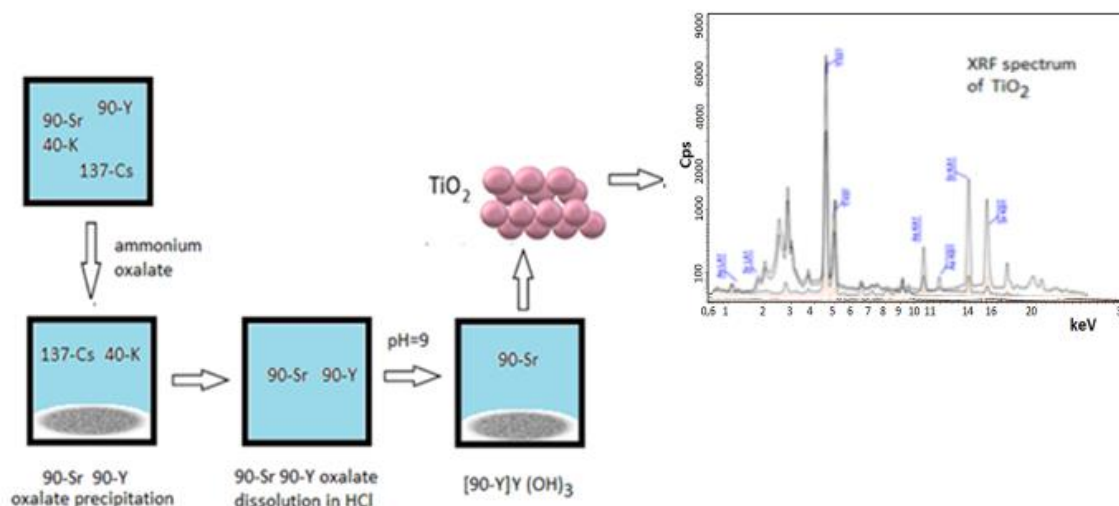 90-Sr
90-Y
40-K
137-Cs
ammonium
oxalate
137-Cs 40-K
90-Sr 90-Y
oxalate precipitation
90-Sr 90-Y
90-Sr 90-Y oxalate
dissolution in HCl
pH=9
90-Sr
[90-Y]Y (OH)3
TiO2
XRF spectrum
of TiO2
Cps
9000
6000
4000
2000
1000
100
0,6 1 2 3 4 5 6 7 8 9 10 11 14 16 20 3
keV